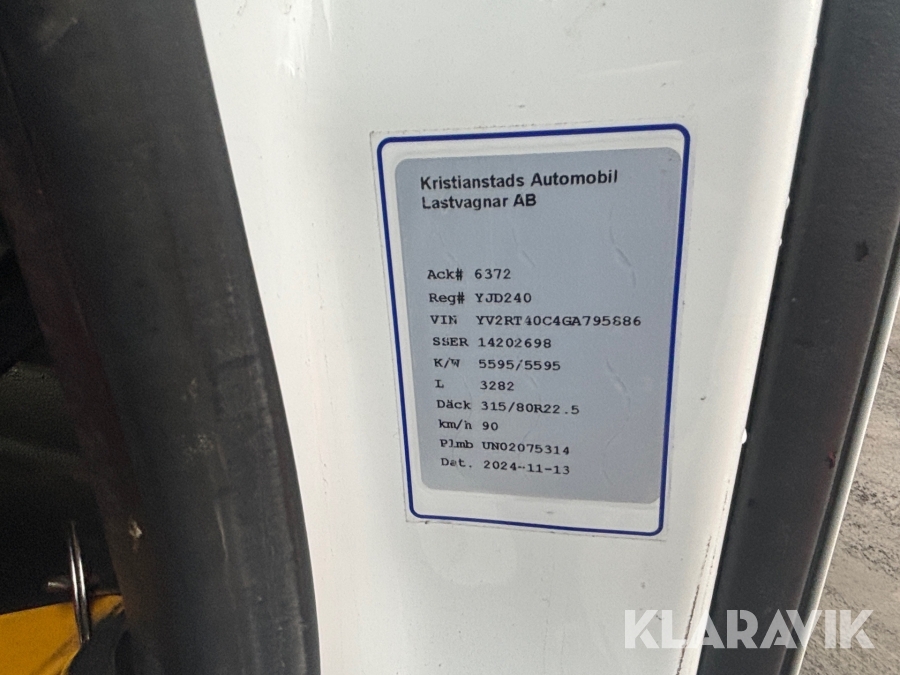 Kristianstads Automobil
Lastvagnar AB
Ack# 6372
Reg# YJD240
VIN YV2RT40C4GA795886
SSER 14202698
K/W 5595/5595
L 3282
Däck 315/80R22.5
km/h 90
Plmb UN02075314
Dat. 2024-11-13
KLARAVIK